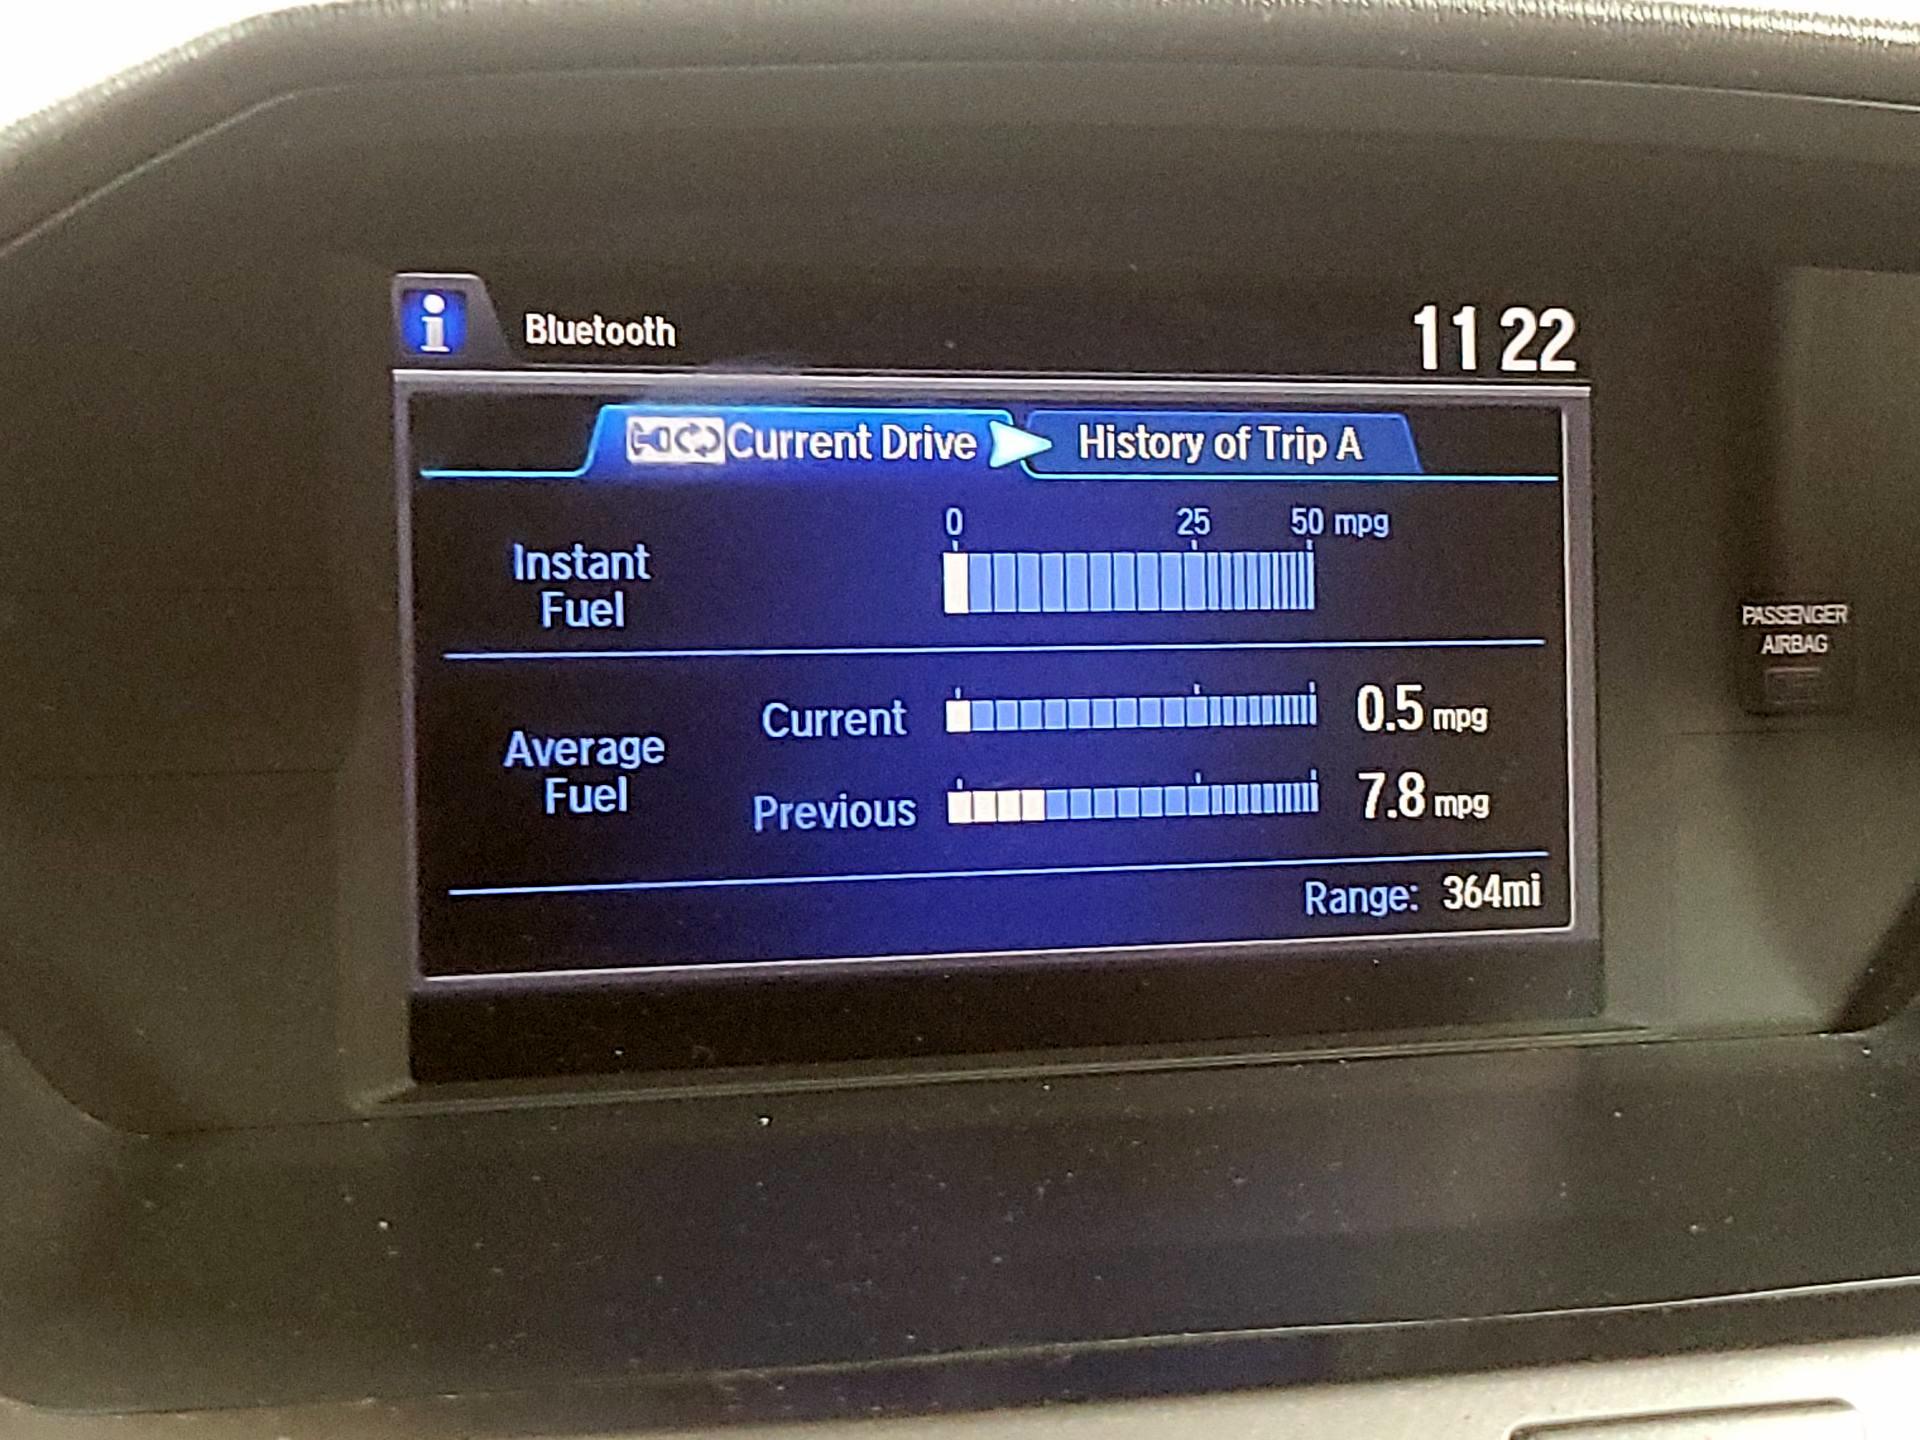 i Bluetooth 11 22
Current Drive History of Trip A
0 25 50 mpg
Instant
Fuel
Average
Fuel
Current 0.5 mpg
Previous 7.8 mpg
Range: 364mi
PASSENGER
AIRBAG